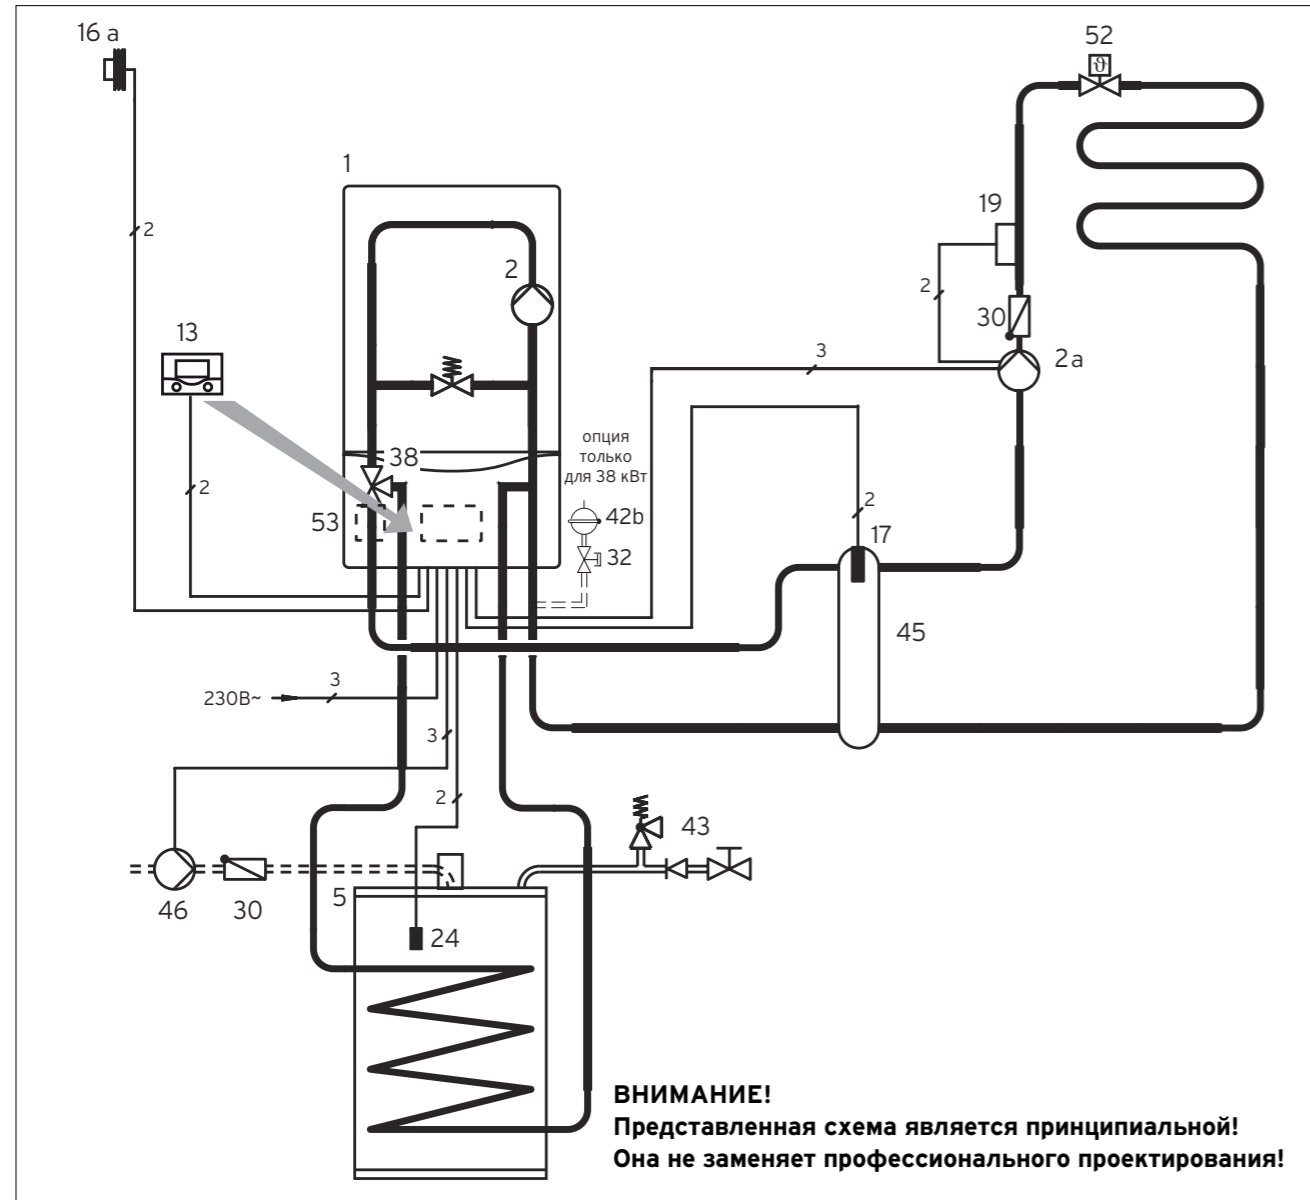 16 a
52
1
2
19
2
2
30
13
3
2a
38
опция
только
для 38 кВт
2
2
53
42b
17
32
45
3
230В~
3
2
43
5
46
30
24
ВНИМАНИЕ!
Представленная схема является принципиальной!
Она не заменяет профессионального проектирования!